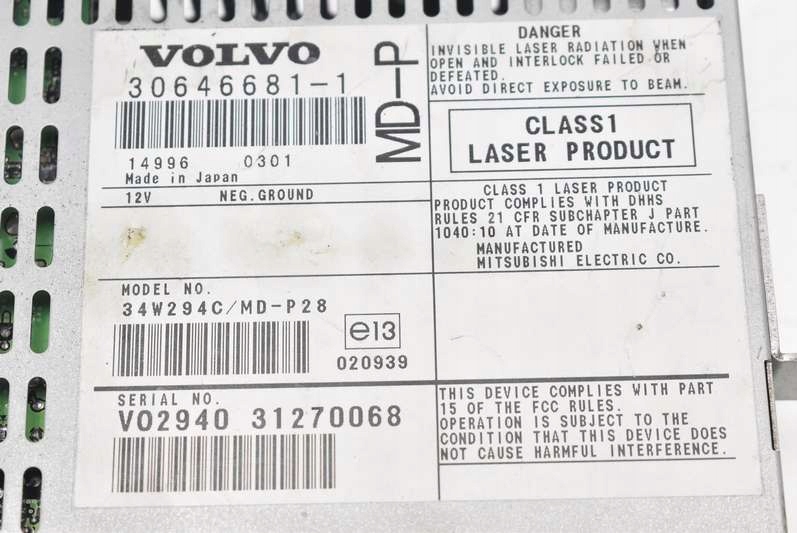 VOLVO
30646681-1
MD-P
14996 0301
Made in Japan
12V NEG.GROUND
MODEL NO.
34W294C/MD-P28
e13
020939
SERIAL NO.
V02940 31270068
DANGER
INVISIBLE LASER RADIATION WHEN
OPEN AND INTERLOCK FAILED OR
DEFEATED.
AVOID DIRECT EXPOSURE TO BEAM.
CLASS1
LASER PRODUCT
CLASS 1 LASER PRODUCT
PRODUCT COMPLIES WITH DHHS
RULES 21 CFR SUBCHAPTER J PART
1040:10 AT DATE OF MANUFACTURE.
MANUFACTURED
MITSUBISHI ELECTRIC CO.
THIS DEVICE COMPLIES WITH PART
15 OF THE FCC RULES.
OPERATION IS SUBJECT TO THE
CONDITION THAT THIS DEVICE DOES
NOT CAUSE HARMFUL INTERFERENCE.